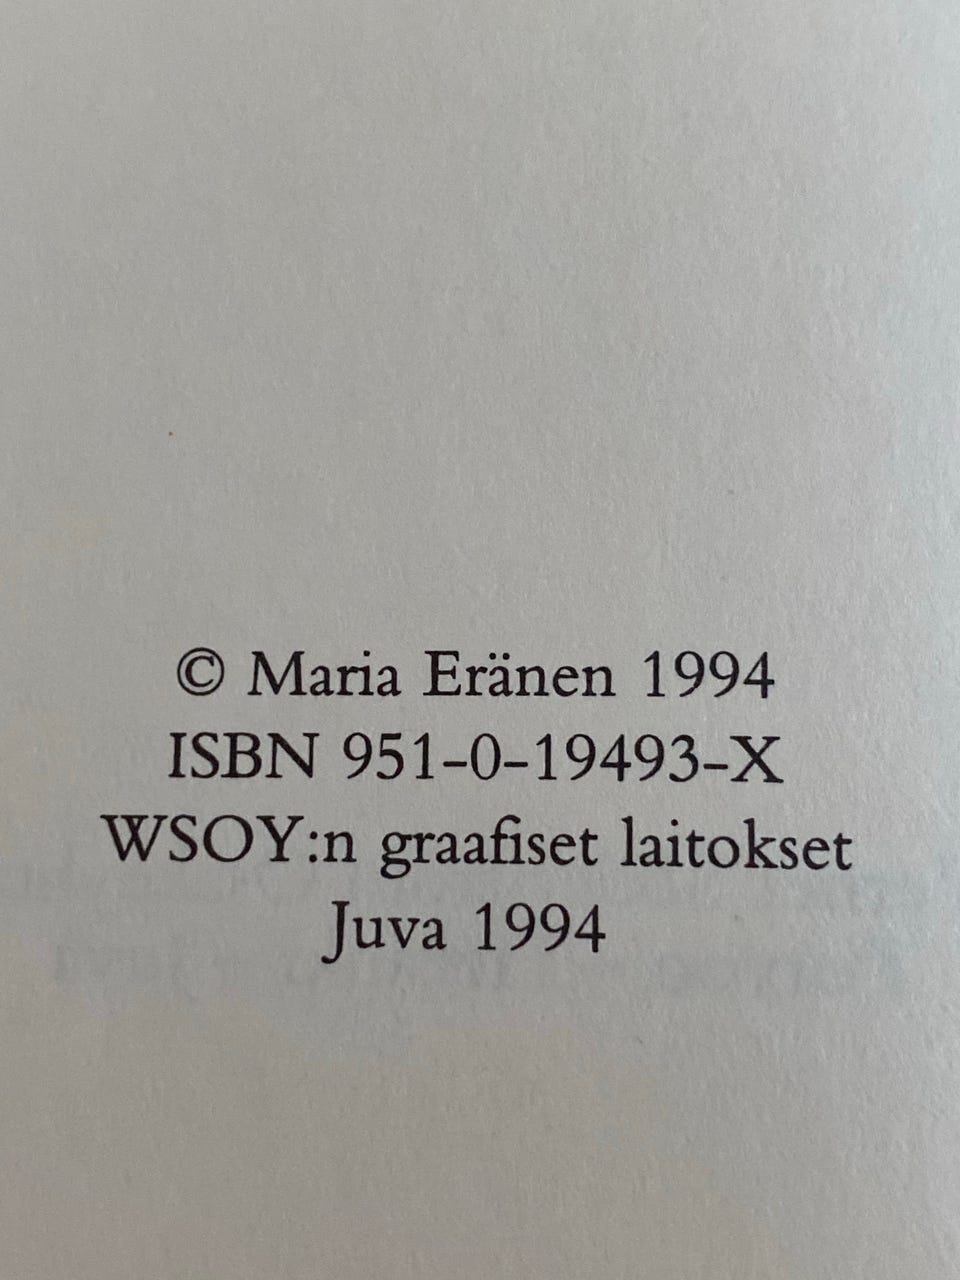 © Maria Eränen 1994
ISBN 951-0-19493-X
WSOY:n graafiset laitokset
Juva 1994